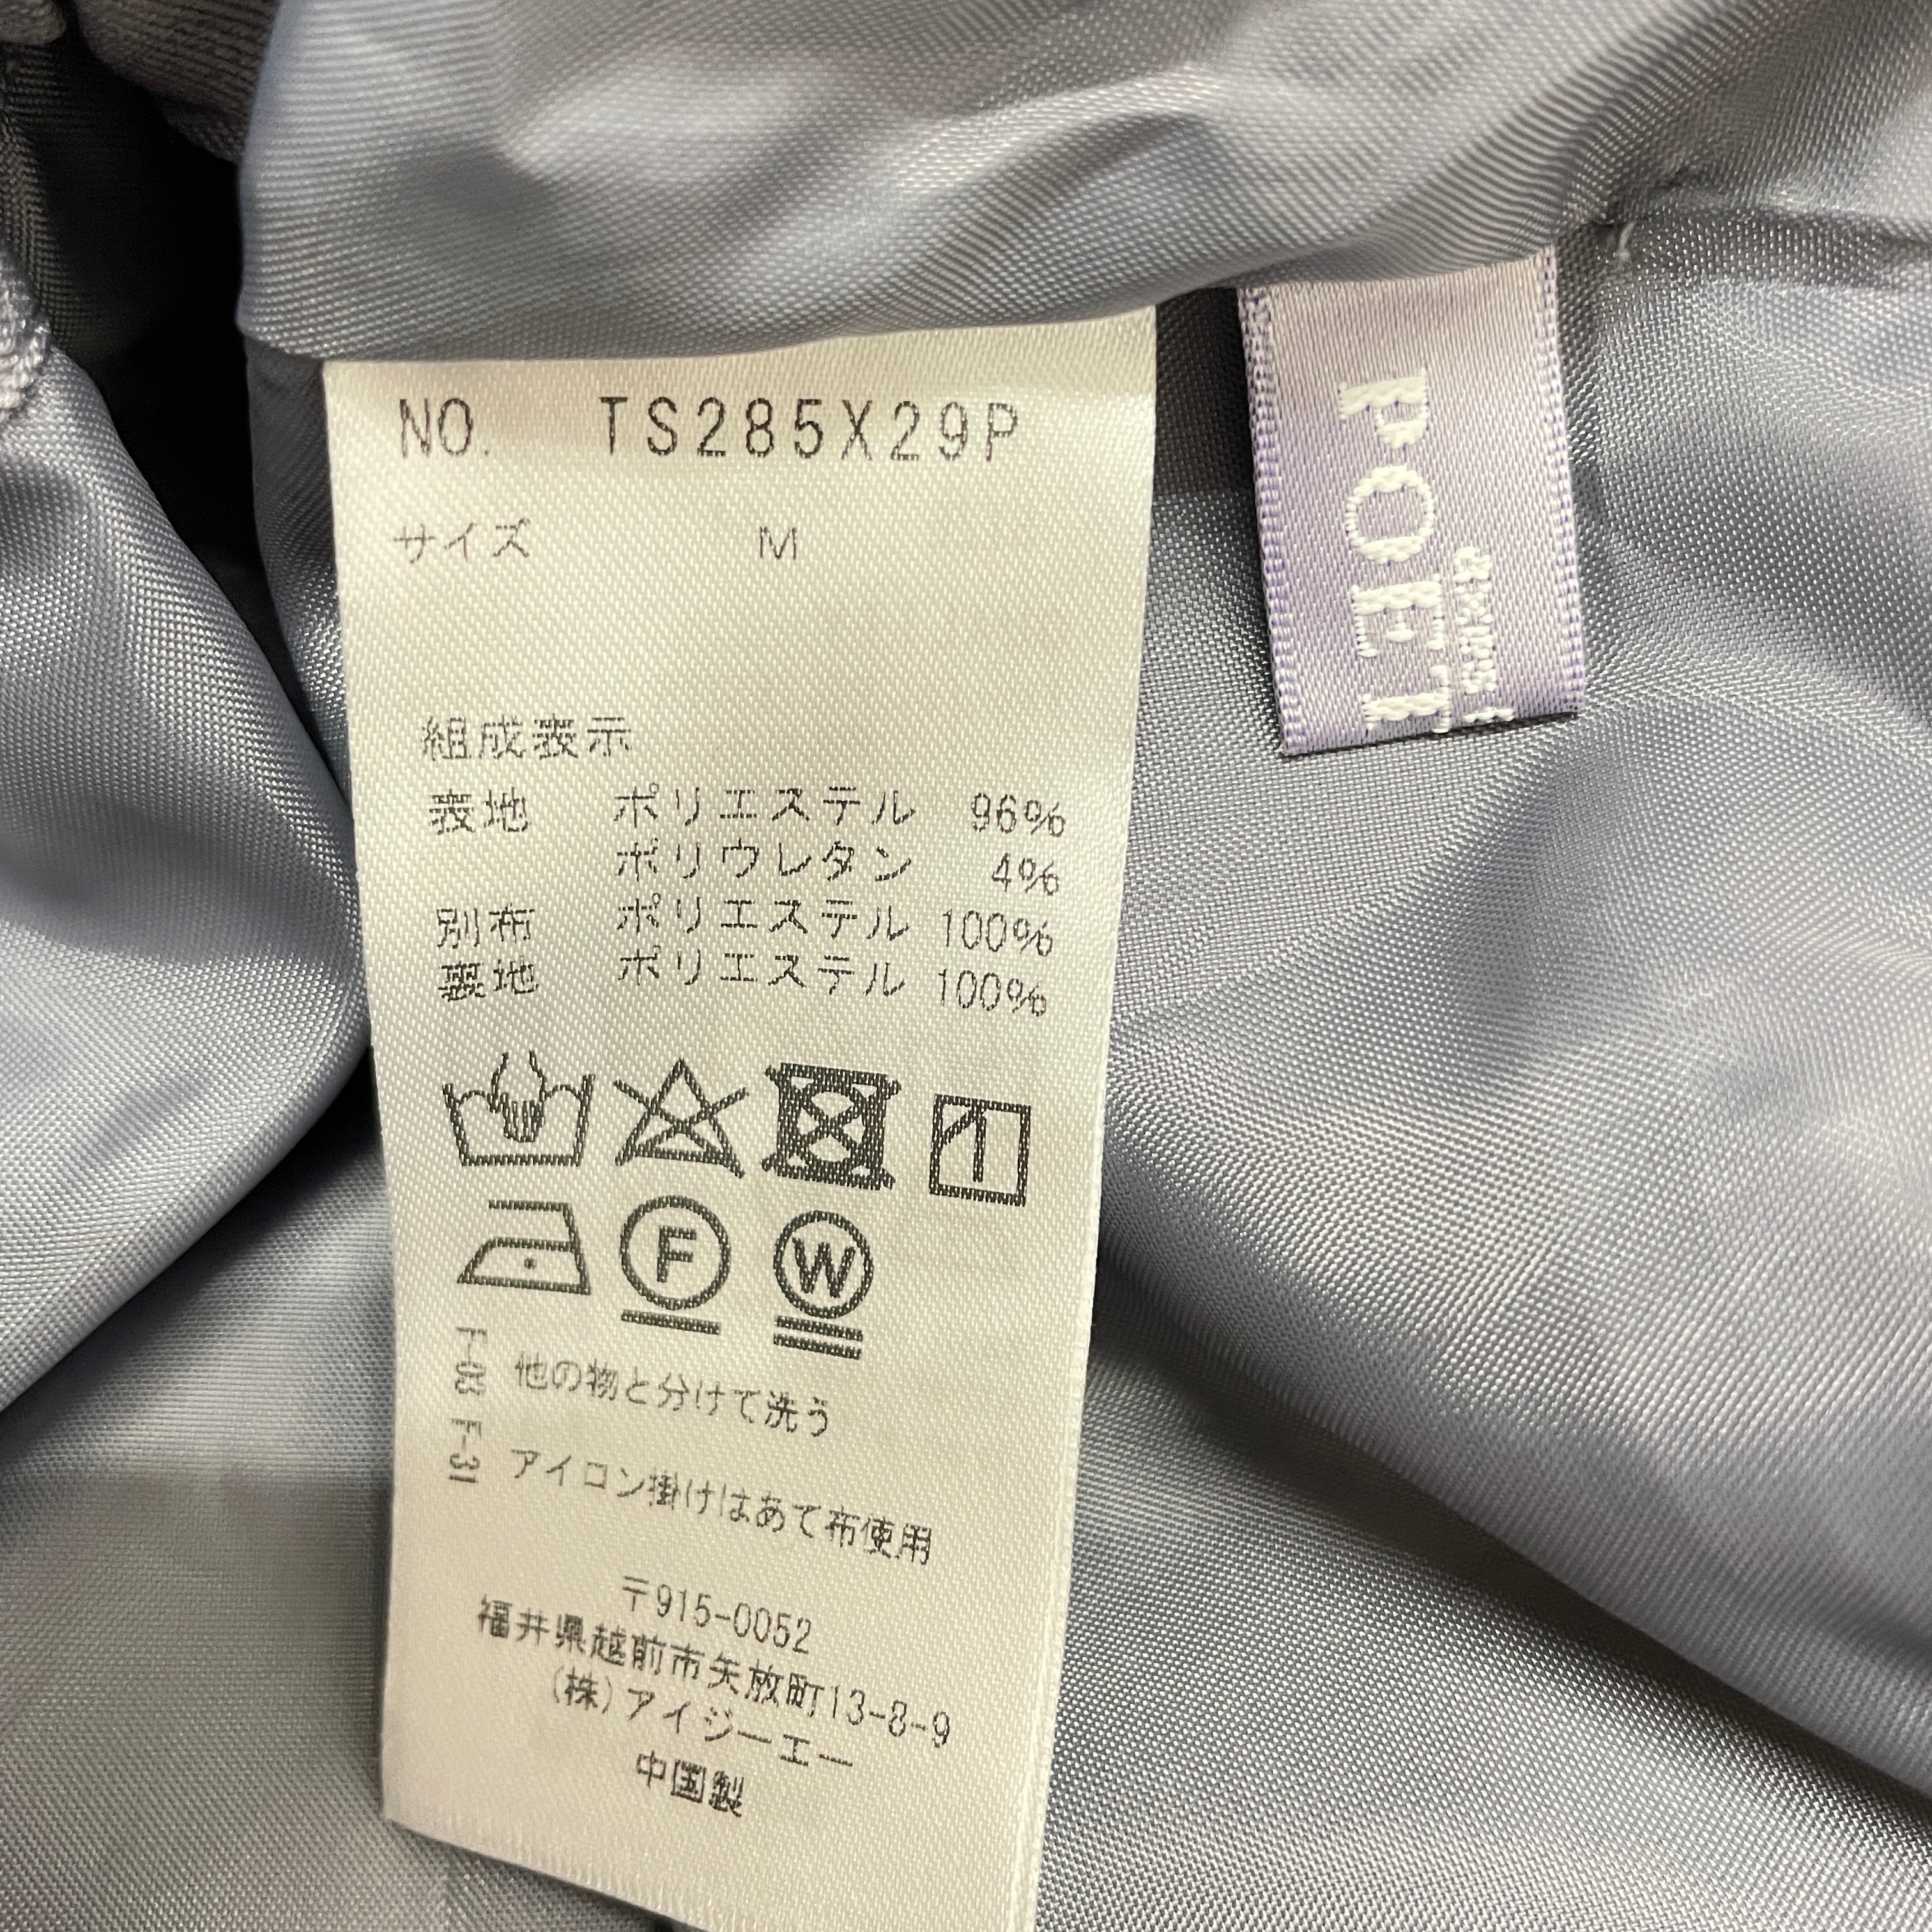 NO. TS285X29P
サイズ M
組成表示
表地 ポリエステル 96%
ポリウレタン 4%
別布 ポリエステル 100%
裏地 ポリエステル 100%
F
W
F-03 他の物と分けて洗う
F-31 アイロン掛けはあて布使用
〒915-0052
福井県越前市矢放町13-8-9
(株)アイジーエー
中国製
POET